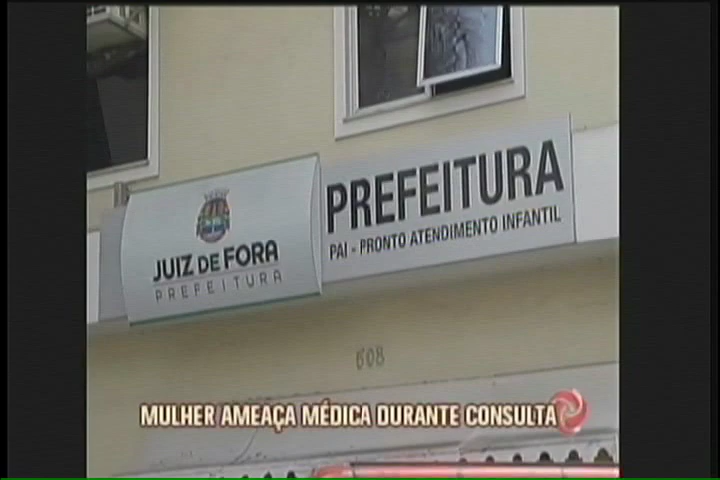 PREFEITURA
PAI - PRONTO ATENDIMENTO INFANTIL
JUIZ DE FORA
PREFEITURA
608
MULHER AMEAÇA MÉDICA DURANTE CONSULTA